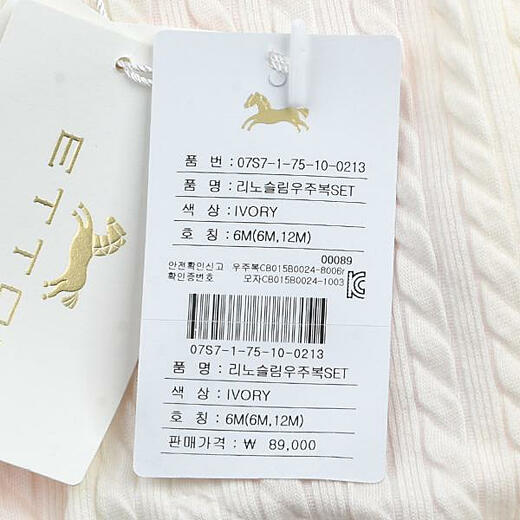 품 번 : 07S7-1-75-10-0213
품 명 : 리노슬림우주복SET
색 상 : IVORY
호 칭 : 6M(6M,12M)
00089
안전확인신고 우주복CB015B0024-8006r
확인증번호 모자CB015B0024-1003
07S7-1-75-10-0213
품 명 : 리노슬림우주복SET
색 상 : IVORY
호 칭 : 6M(6M,12M)
판매가격 : ₩ 89,000
ETTO